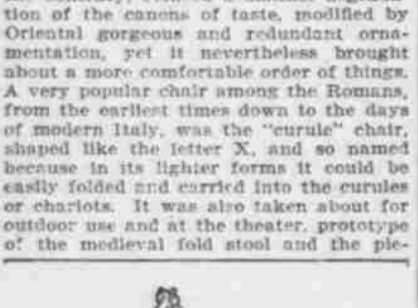 tion of the canons of taste, modified by
Oriental gorgeous and redundant orna-
mentation, yet it nevertheless brought
about a more comfortable order of things.
A very popular chair among the Romans,
from the earliest times down to the days
of modern Italy, was the "curule" chair,
shaped like the letter X, and so named
because in its lighter forms it could be
easily folded and carried into the curules
or chariots. It was also taken about for
outdoor use and at the theater, prototype
of the medieval fold stool and the ple-